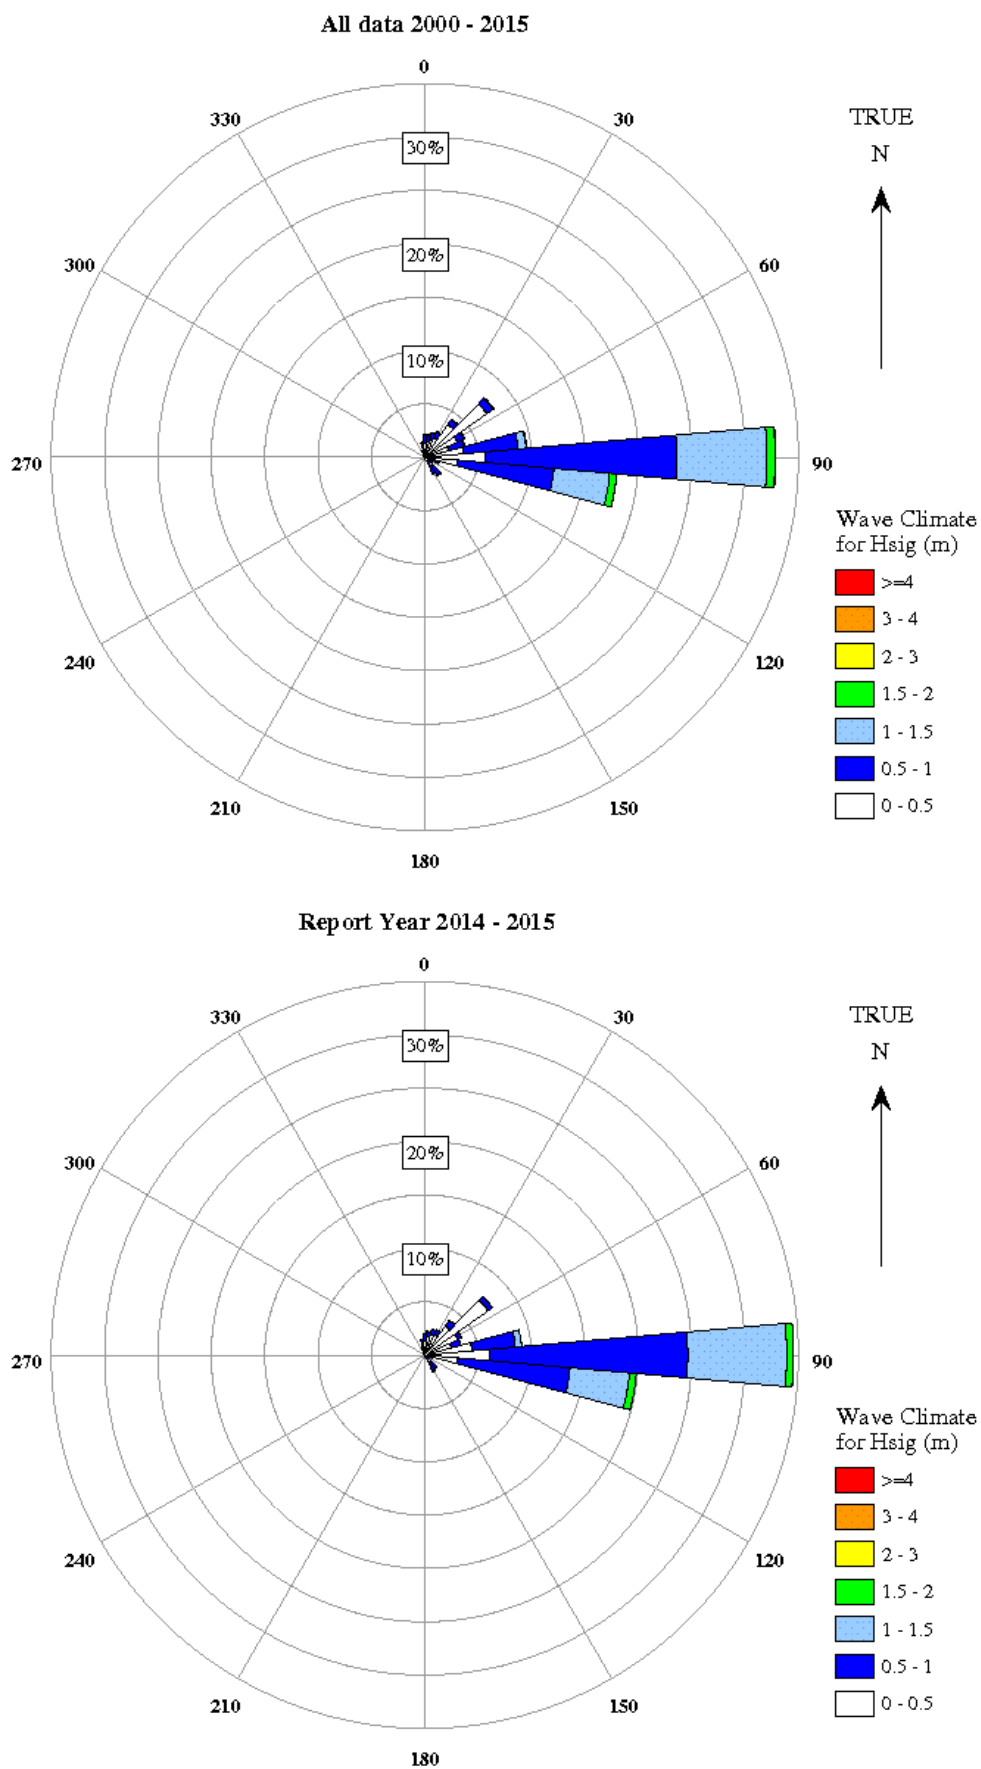 All data 2000 - 2015
0
330
30
TRUE
N
30%
300
60
20%
10%
270
90
Wave Climate
for Hsig (m)
>=4
3 - 4
240
120
2 - 3
1.5 - 2
1 - 1.5
0.5 - 1
210
150
0 - 0.5
180
Report Year 2014 - 2015
0
330
30
TRUE
N
30%
300
60
20%
10%
270
90
Wave Climate
for Hsig (m)
>=4
3 - 4
240
120
2 - 3
1.5 - 2
1 - 1.5
0.5 - 1
210
150
0 - 0.5
180